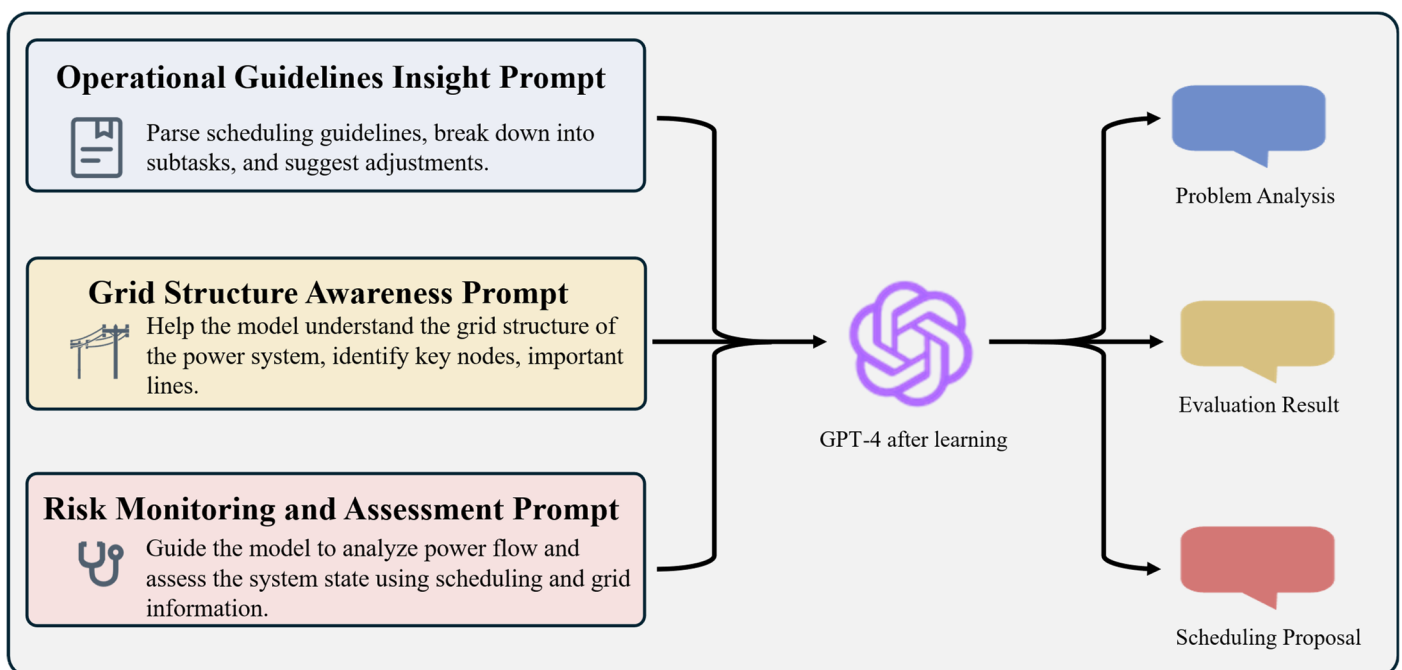 Operational Guidelines Insight Prompt
Parse scheduling guidelines, break down into
subtasks, and suggest adjustments.
Grid Structure Awareness Prompt
Help the model understand the grid structure of
the power system, identify key nodes, important
lines.
Risk Monitoring and Assessment Prompt
Guide the model to analyze power flow and
assess the system state using scheduling and grid
information.
GPT-4 after learning
Problem Analysis
Evaluation Result
Scheduling Proposal